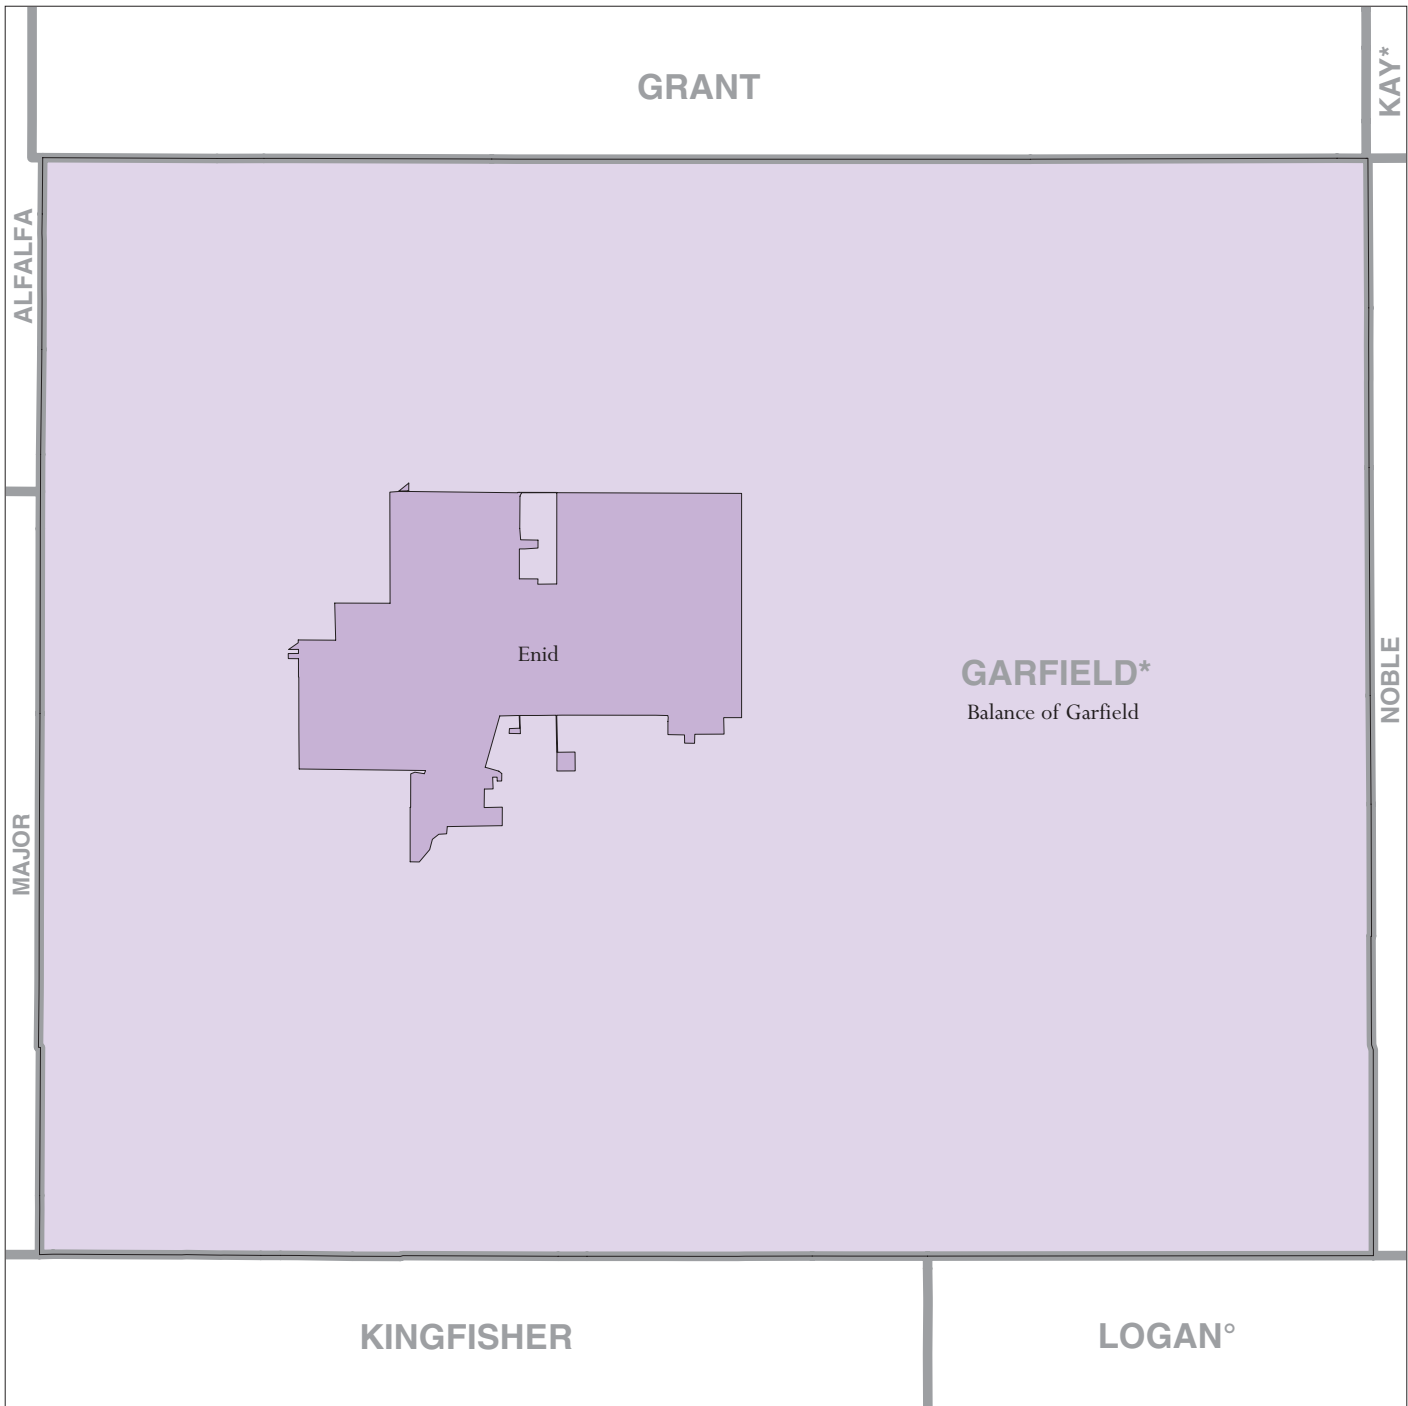 GRANT
KAY*
ALFALFA
Enid
GARFIELD*
Balance of Garfield
NOBLE
MAJOR
KINGFISHER
LOGAN°